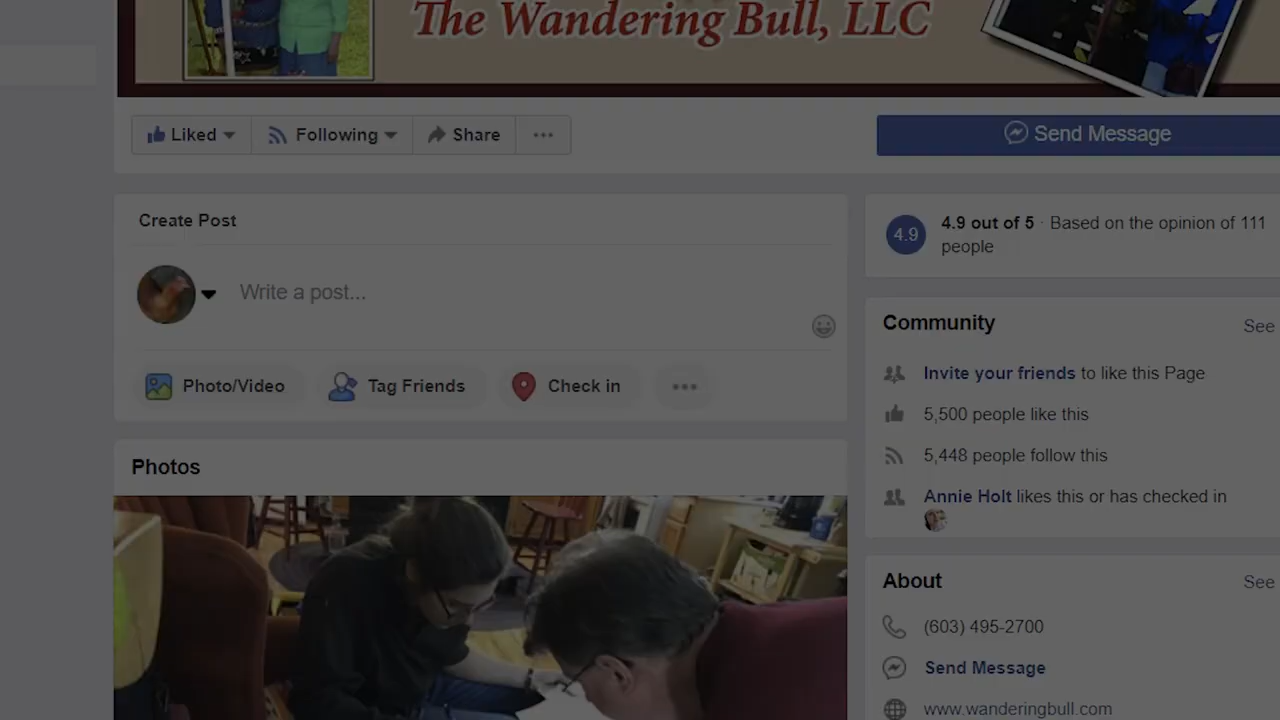 The Wandering Bull, LLC
Liked
Following
Share
Send Message
Create Post
Write a post...
Photo/Video
Tag Friends
Check in
Photos
4.9
4.9 out of 5 · Based on the opinion of 111
people
Community
See
Invite your friends to like this Page
5,500 people like this
5,448 people follow this
Annie Holt likes this or has checked in
About
See
(603) 495-2700
Send Message
www.wanderingbull.com